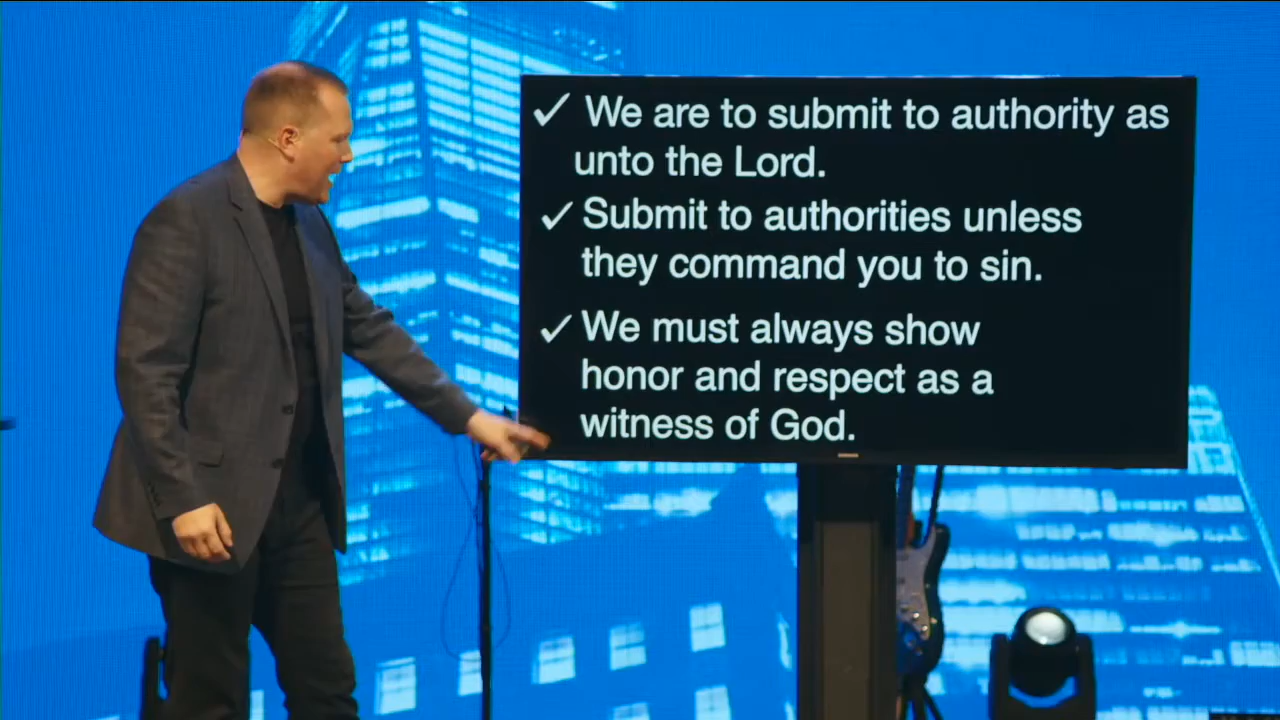 ✓ We are to submit to authority as
unto the Lord.
✓ Submit to authorities unless
they command you to sin.
✓ We must always show
honor and respect as a
witness of God.